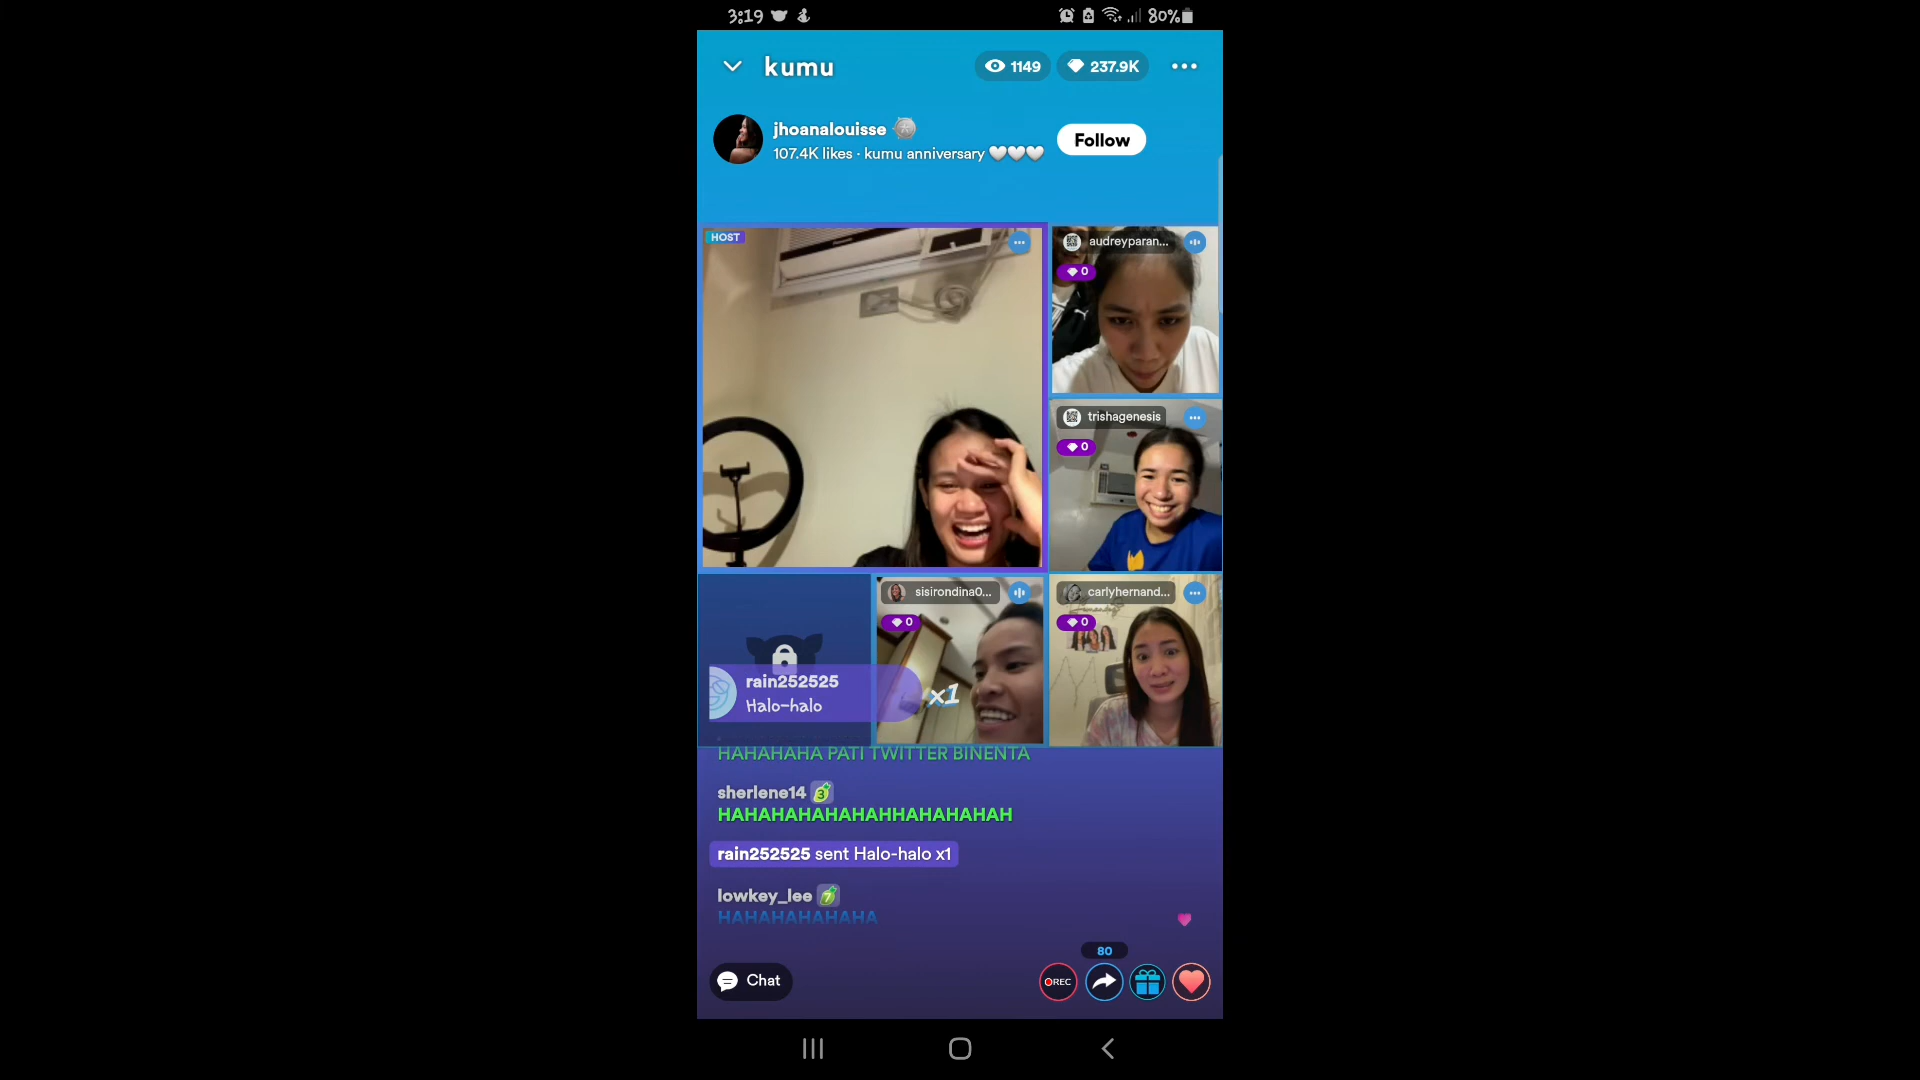 3:19
80%
kumu
1149
237.9K
jhoanalouisse
107.4K likes · kumu anniversary
Follow
HOST
audreyparan...
0
trishagenesis
0
sisirondina0...
0
carlyhernand...
0
rain252525
Halo-halo
x1
HAHAHAHA PATI TWITTER BINENTA
sherlene14 3
HAHAHAHAHAHAHHAHAHAHAH
rain252525 sent Halo-halo x1
lowkey_lee 7
HAHAHAHAHAHA
80
Chat
REC